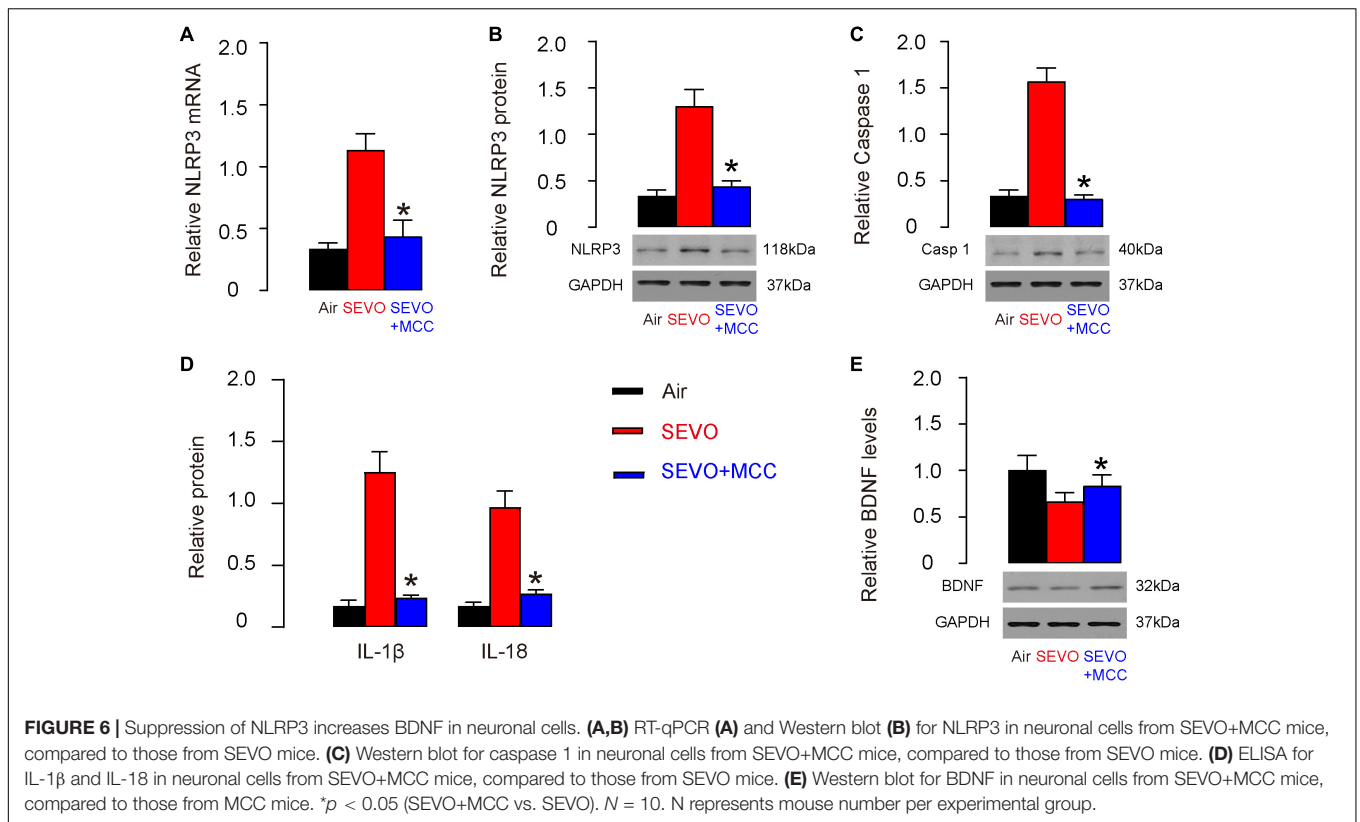 A
Relative NLRP3 mRNA
2.0
1.5
1.0
0.5
0
Air SEVO SEVO
+MCC
B
Relative NLRP3 protein
2.0
1.5
1.0
0.5
0
*
NLRP3 118kDa
GAPDH 37kDa
Air SEVO SEVO
+MCC
C
Relative Caspase 1
2.0
1.5
1.0
0.5
0
*
Casp 1 40kDa
GAPDH 37kDa
Air SEVO SEVO
+MCC
D
Relative protein
2.0
1.5
1.0
0.5
0
* *
IL-1β IL-18
Air
SEVO
SEVO+MCC
E
Relative BDNF levels
2.0
1.5
1.0
0.5
0
*
BDNF 32kDa
GAPDH 37kDa
Air SEVO SEVO
+MCC
FIGURE 6 | Suppression of NLRP3 increases BDNF in neuronal cells. (A,B) RT-qPCR (A) and Western blot (B) for NLRP3 in neuronal cells from SEVO+MCC mice,
compared to those from SEVO mice. (C) Western blot for caspase 1 in neuronal cells from SEVO+MCC mice, compared to those from SEVO mice. (D) ELISA for
IL-1β and IL-18 in neuronal cells from SEVO+MCC mice, compared to those from SEVO mice. (E) Western blot for BDNF in neuronal cells from SEVO+MCC mice,
compared to those from MCC mice. *p < 0.05 (SEVO+MCC vs. SEVO). N = 10. N represents mouse number per experimental group.